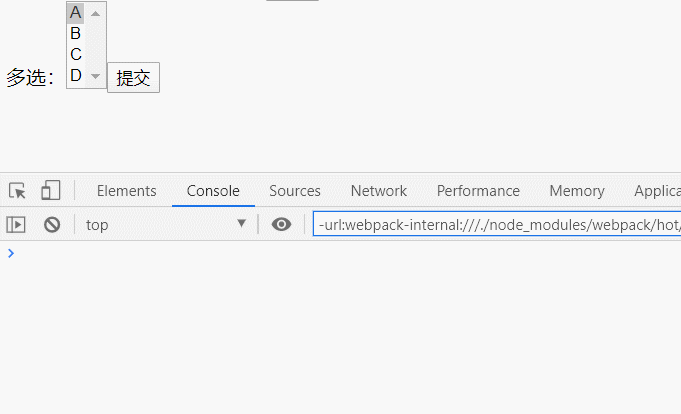 A
B
C
多选： D 提交
Elements Console Sources Network Performance Memory Applica
top -url:webpack-internal:///./node_modules/webpack/hot/